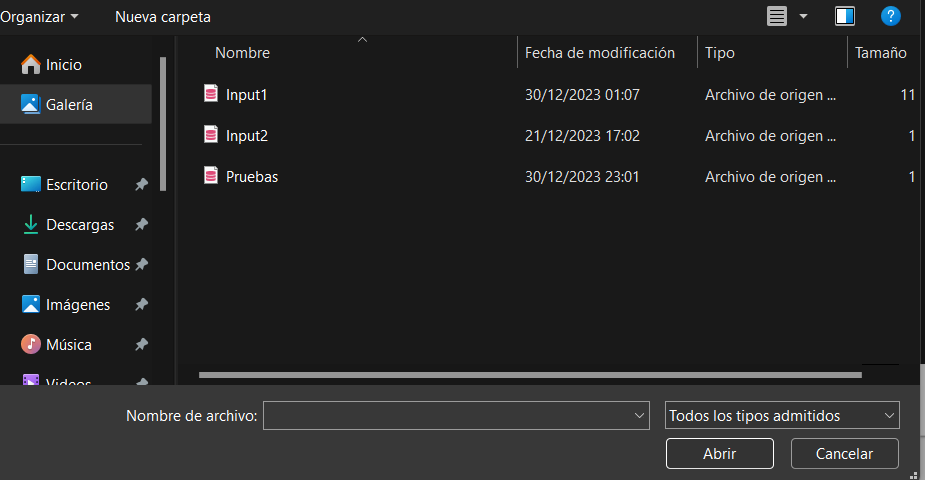 Organizar Nueva carpeta ?
Nombre Fecha de modificación Tipo Tamaño
Inicio
Galería
Escritorio
Descargas
Documentos
Imágenes
Música
Videos
Input1 30/12/2023 01:07 Archivo de origen ... 11
Input2 21/12/2023 17:02 Archivo de origen ... 1
Pruebas 30/12/2023 23:01 Archivo de origen ... 1
Nombre de archivo: Todos los tipos admitidos
Abrir Cancelar